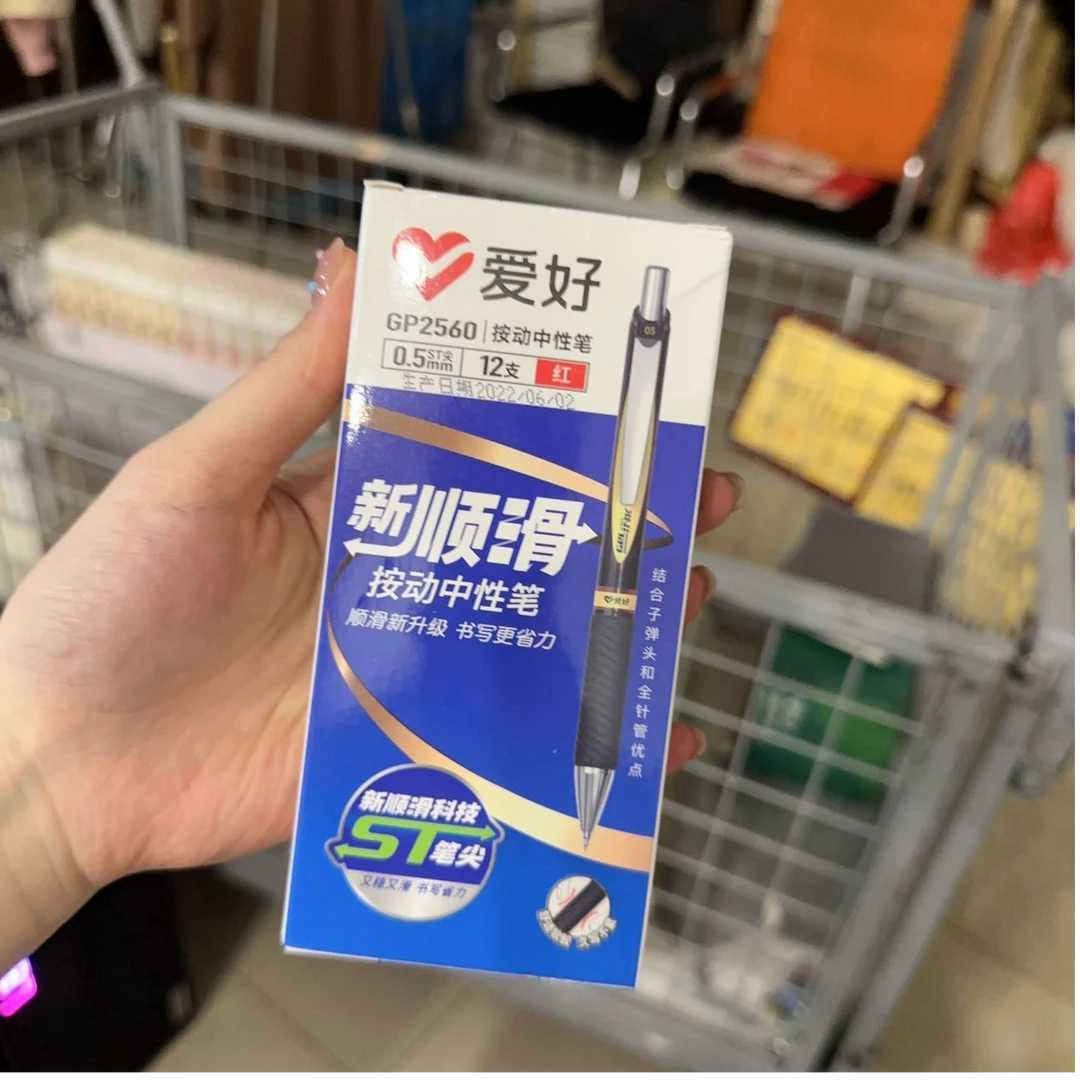 爱好
GP2560 按动中性笔
0.5mm ST尖 12支 红
生产日期2022/06/02
05
新顺滑
按动中性笔
顺滑新升级 书写更省力
爱好
结合子弹头和全针管优点
新顺滑科技
ST笔尖
又稳又滑 书写省力